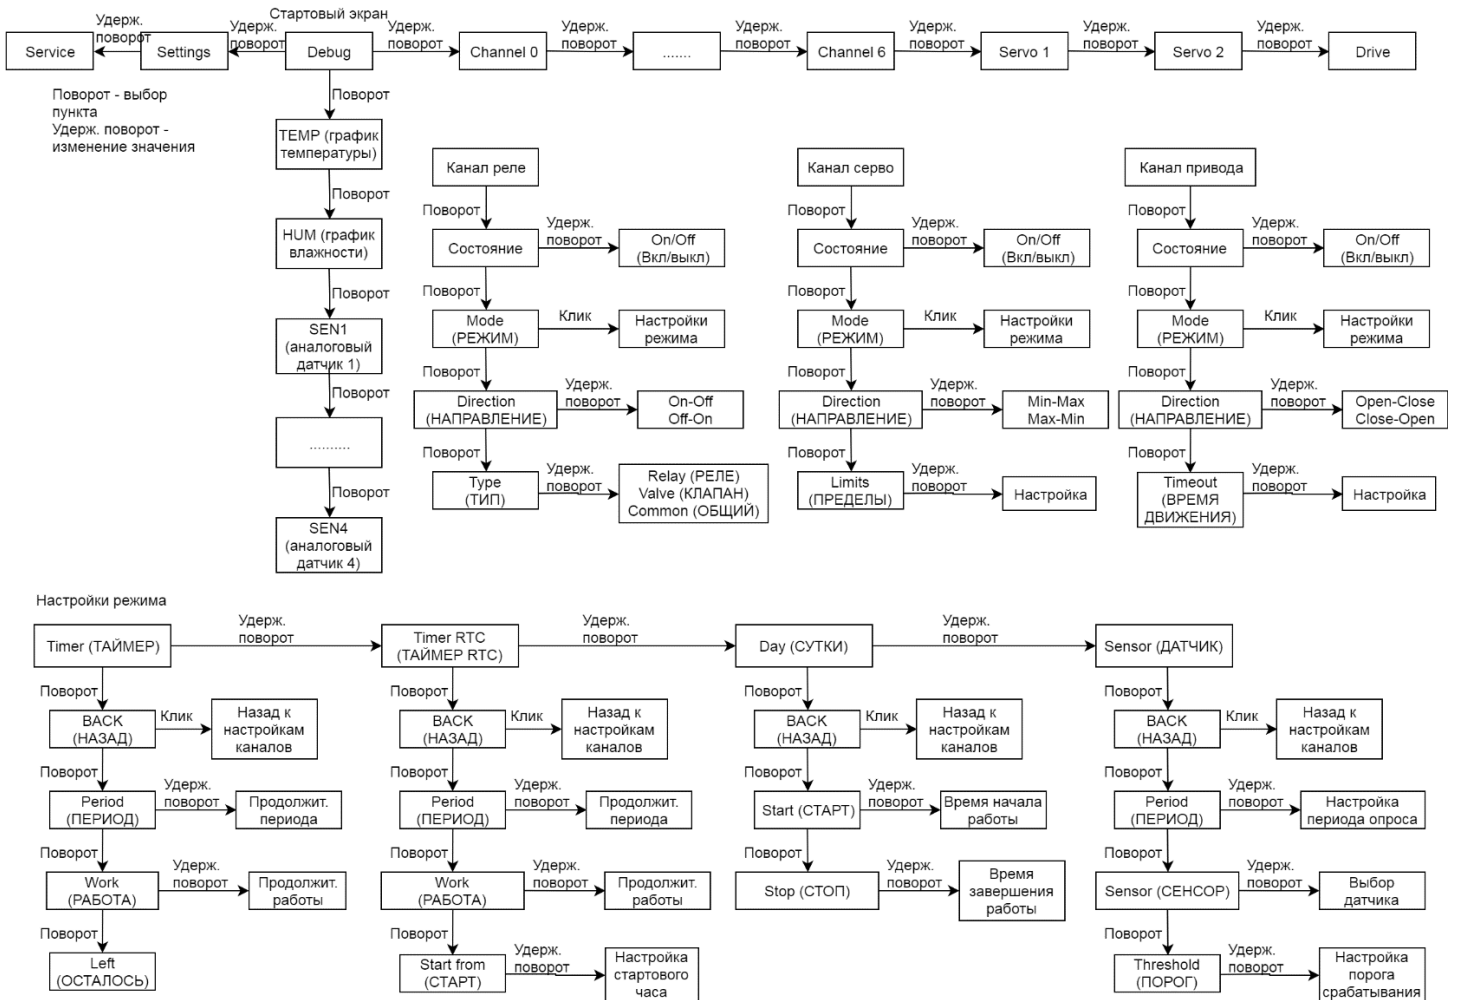 Стартовый экран
Удерж.
поворот
Удерж.
поворот
Удерж.
поворот
Удерж.
поворот
Удерж.
поворот
Удерж.
поворот
Удерж.
поворот
Удерж.
поворот
Service
Settings
Debug
Channel 0
.......
Channel 6
Servo 1
Servo 2
Drive
Поворот - выбор
пункта
Удерж. поворот -
изменение значения
Поворот
TEMP (график
температуры)
Поворот
HUM (график
влажности)
Поворот
SEN1
(аналоговый
датчик 1)
Поворот
..........
Поворот
SEN4
(аналоговый
датчик 4)
Канал реле
Поворот
Состояние
Удерж.
поворот
On/Off
(Вкл/выкл)
Поворот
Mode
(РЕЖИМ)
Клик
Настройки
режима
Поворот
Direction
(НАПРАВЛЕНИЕ)
Удерж.
поворот
On-Off
Off-On
Поворот
Type
(ТИП)
Удерж.
поворот
Relay (РЕЛЕ)
Valve (КЛАПАН)
Common (ОБЩИЙ)
Канал серво
Поворот
Состояние
Удерж.
поворот
On/Off
(Вкл/выкл)
Поворот
Mode
(РЕЖИМ)
Клик
Настройки
режима
Поворот
Direction
(НАПРАВЛЕНИЕ)
Удерж.
поворот
Min-Max
Max-Min
Поворот
Limits
(ПРЕДЕЛЫ)
Удерж.
поворот
Настройка
Канал привода
Поворот
Состояние
Удерж.
поворот
On/Off
(Вкл/выкл)
Поворот
Mode
(РЕЖИМ)
Клик
Настройки
режима
Поворот
Direction
(НАПРАВЛЕНИЕ)
Удерж.
поворот
Open-Close
Close-Open
Поворот
Timeout
(ВРЕМЯ
ДВИЖЕНИЯ)
Удерж.
поворот
Настройка
Настройки режима
Timer (ТАЙМЕР)
Удерж.
поворот
Timer RTC
(ТАЙМЕР RTC)
Удерж.
поворот
Day (СУТКИ)
Удерж.
поворот
Sensor (ДАТЧИК)
Поворот
BACK
(НАЗАД)
Клик
Назад к
настройкам
каналов
Поворот
Period
(ПЕРИОД)
Удерж.
поворот
Продолжит.
периода
Поворот
Work
(РАБОТА)
Удерж.
поворот
Продолжит.
работы
Поворот
Left
(ОСТАЛОСЬ)
Поворот
BACK
(НАЗАД)
Клик
Назад к
настройкам
каналов
Поворот
Period
(ПЕРИОД)
Удерж.
поворот
Продолжит.
периода
Поворот
Work
(РАБОТА)
Удерж.
поворот
Продолжит.
работы
Поворот
Start from
(СТАРТ)
Удерж.
поворот
Настройка
стартового
часа
Поворот
BACK
(НАЗАД)
Клик
Назад к
настройкам
каналов
Поворот
Start (СТАРТ)
Удерж.
поворот
Время начала
работы
Поворот
Stop (СТОП)
Удерж.
поворот
Время
завершения
работы
Поворот
BACK
(НАЗАД)
Клик
Назад к
настройкам
каналов
Поворот
Period
(ПЕРИОД)
Удерж.
поворот
Настройка
периода опроса
Поворот
Sensor (СЕНСОР)
Удерж.
поворот
Выбор
датчика
Поворот
Threshold
(ПОРОГ)
Удерж.
поворот
Настройка
порога
срабатывания